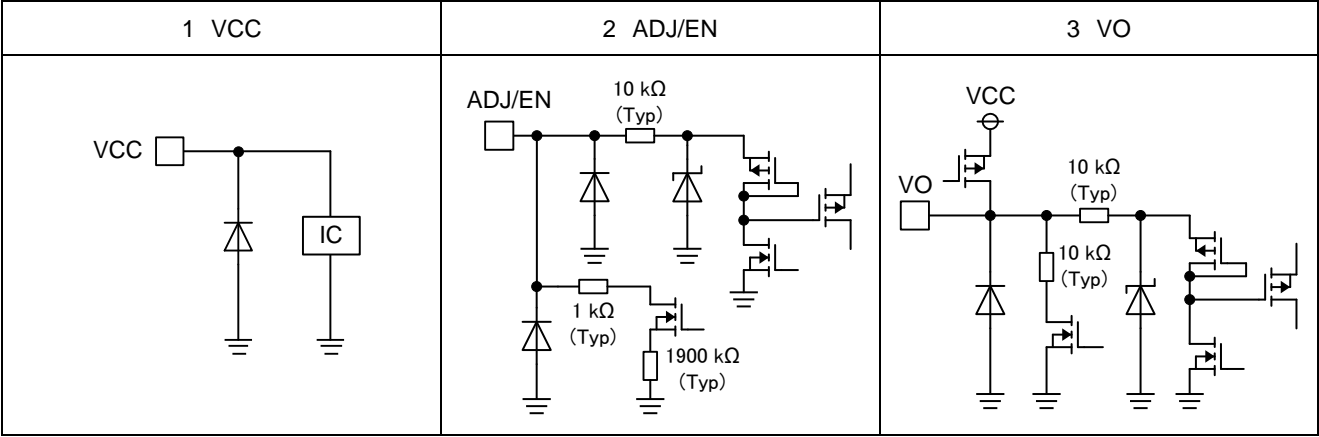 1 VCC
2 ADJ/EN
3 VO
VCC
IC
ADJ/EN
10 kΩ
(Typ)
1 kΩ
(Typ)
1900 kΩ
(Typ)
VCC
VO
10 kΩ
(Typ)
10 kΩ
(Typ)